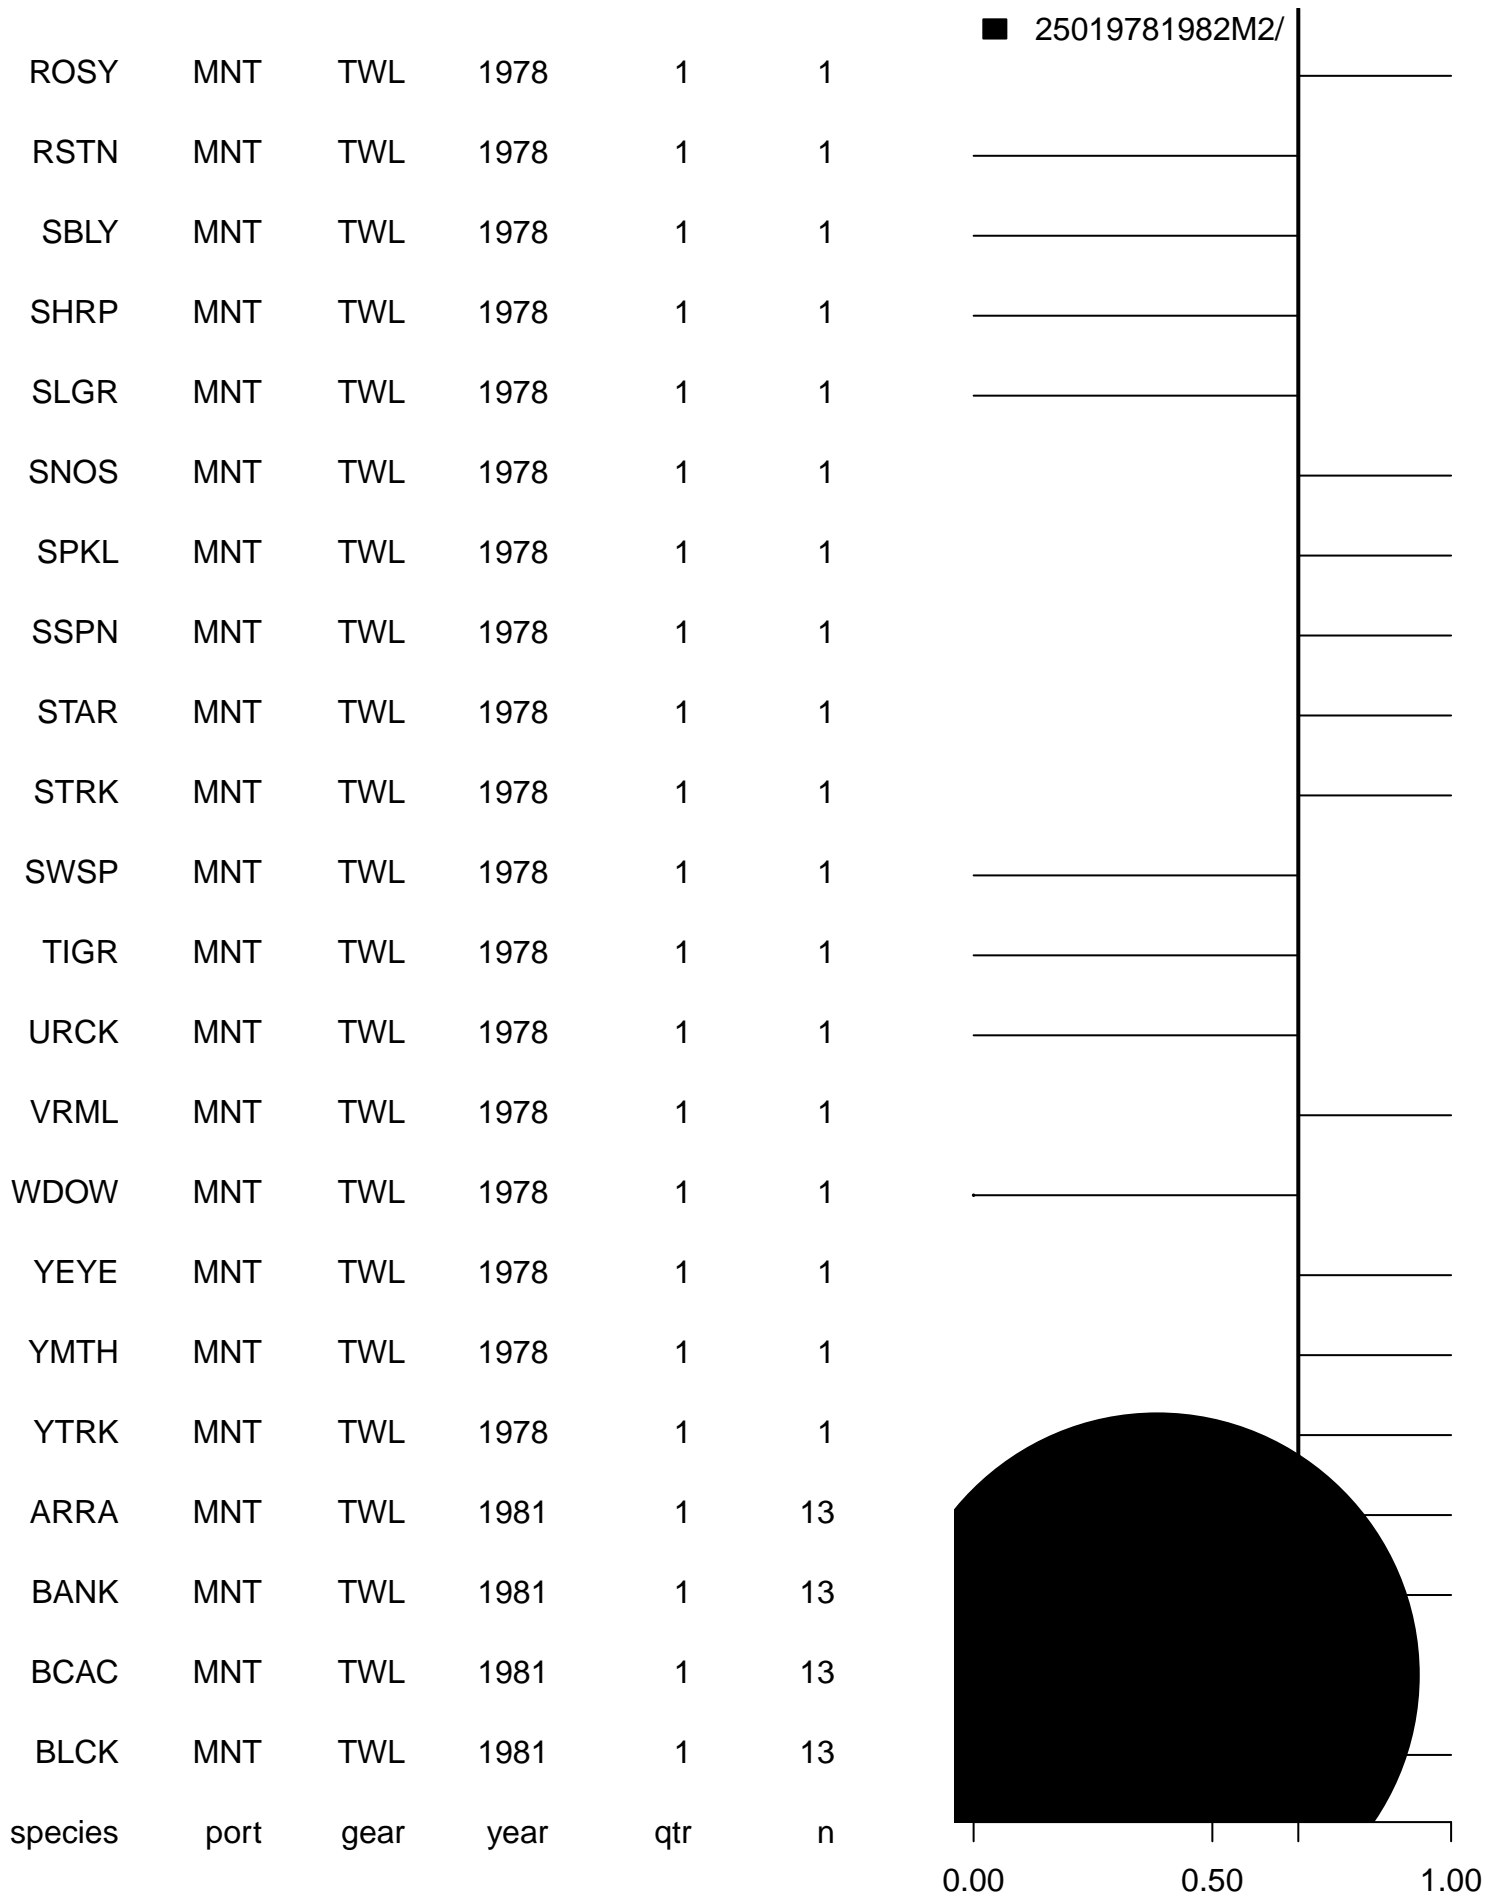 25019781982M2/
ROSY MNT TWL 1978 1 1
RSTN MNT TWL 1978 1 1
SBLY MNT TWL 1978 1 1
SHRP MNT TWL 1978 1 1
SLGR MNT TWL 1978 1 1
SNOS MNT TWL 1978 1 1
SPKL MNT TWL 1978 1 1
SSPN MNT TWL 1978 1 1
STAR MNT TWL 1978 1 1
STRK MNT TWL 1978 1 1
SWSP MNT TWL 1978 1 1
TIGR MNT TWL 1978 1 1
URCK MNT TWL 1978 1 1
VRML MNT TWL 1978 1 1
WDOW MNT TWL 1978 1 1
YEYE MNT TWL 1978 1 1
YMTH MNT TWL 1978 1 1
YTRK MNT TWL 1978 1 1
ARRA MNT TWL 1981 1 13
BANK MNT TWL 1981 1 13
BCAC MNT TWL 1981 1 13
BLCK MNT TWL 1981 1 13
species port gear year qtr n
0.00 0.50 1.00